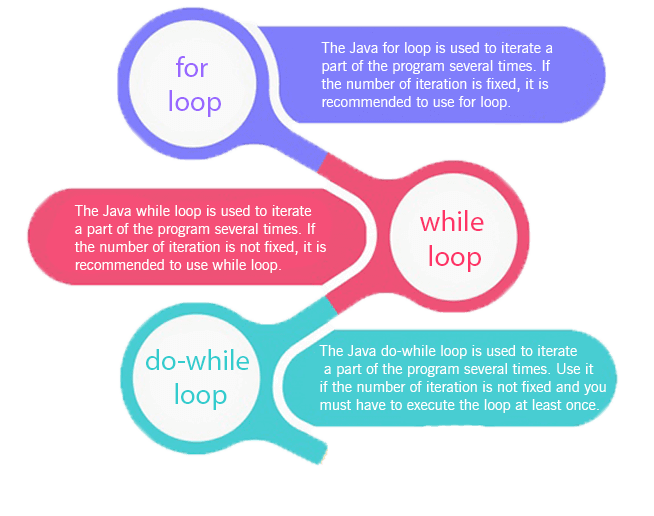 for
loop
The Java for loop is used to iterate a
part of the program several times. If
the number of iteration is fixed, it is
recommended to use for loop.
The Java while loop is used to iterate
a part of the program several times. If
the number of iteration is not fixed, it is
recommended to use while loop.
while
loop
do-while
loop
The Java do-while loop is used to iterate
a part of the program several times. Use it
if the number of iteration is not fixed and you
must have to execute the loop at least once.